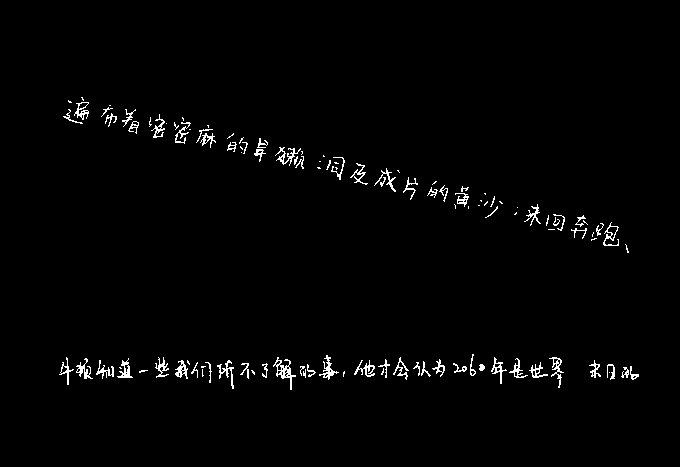 遍布着密密麻的旱獭洞及成片的黄沙;来回奔跑、
牛顿知道一些我们所不了解的事,他才会认为2060年是世界 末日的